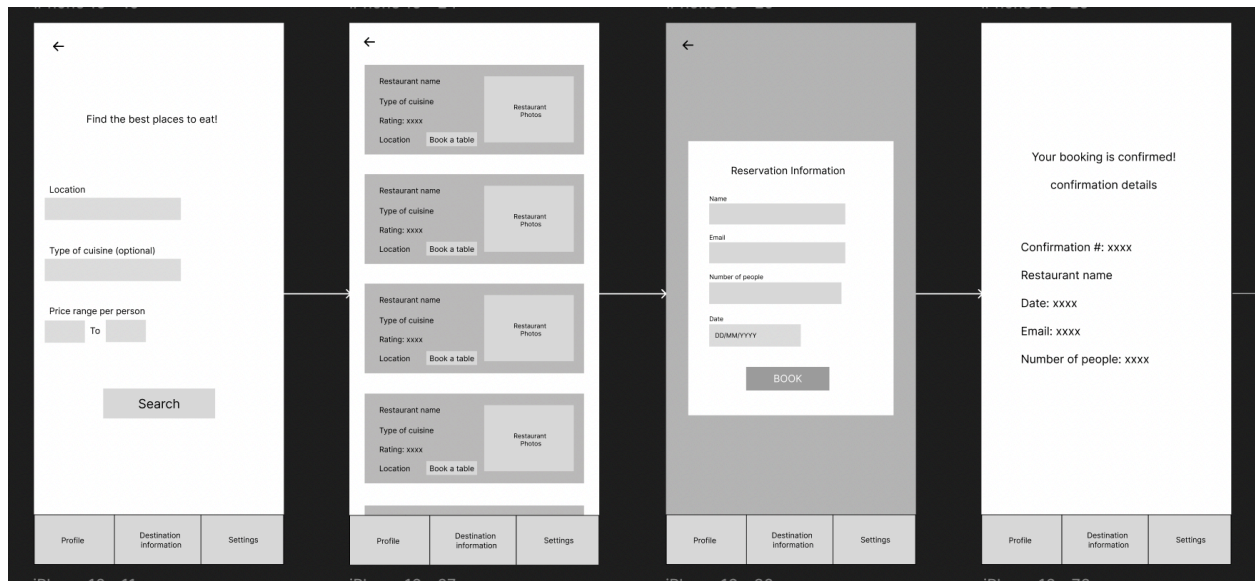 Find the best places to eat!
Location
Type of cuisine (optional)
Price range per person
To
Search
Profile
Destination
information
Settings
Restaurant name
Type of cuisine
Rating: xxxx
Location
Book a table
Restaurant
Photos
Restaurant name
Type of cuisine
Rating: xxxx
Location
Book a table
Restaurant
Photos
Restaurant name
Type of cuisine
Rating: xxxx
Location
Book a table
Restaurant
Photos
Restaurant name
Type of cuisine
Rating: xxxx
Location
Book a table
Restaurant
Photos
Profile
Destination
information
Settings
Reservation Information
Name
Email
Number of people
Date
DD/MM/YYYY
BOOK
Profile
Destination
information
Settings
Your booking is confirmed!
confirmation details
Confirmation #: xxxx
Restaurant name
Date: xxxx
Email: xxxx
Number of people: xxxx
Profile
Destination
information
Settings